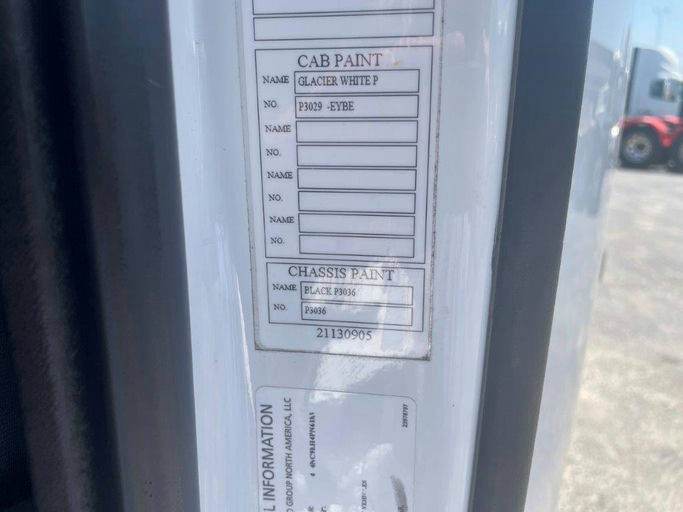 CAB PAINT
NAME GLACIER WHITE P
NO. P3029 -EYBE
NAME
NO.
NAME
NO.
NAME
NO.
CHASSIS PAINT
NAME BLACK P3036
NO. P3036
21130905
L INFORMATION
O GROUP NORTH AMERICA, LLC